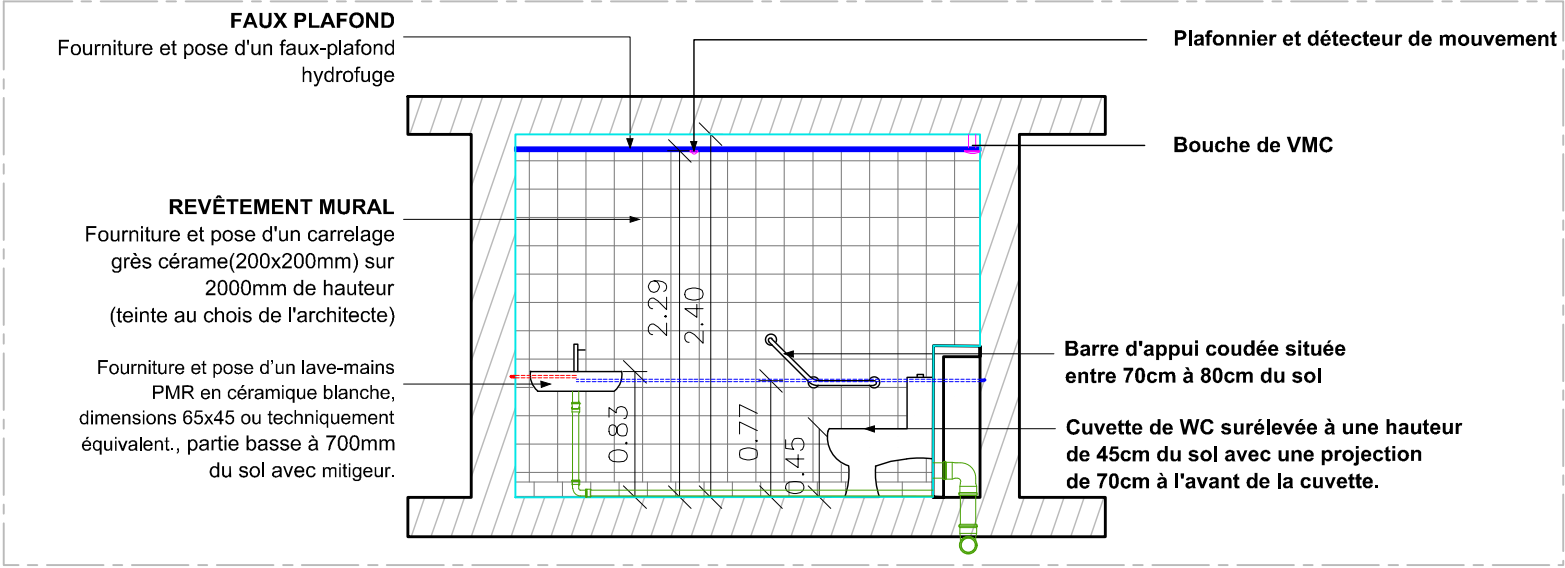 FAUX PLAFOND
Fourniture et pose d'un faux-plafond
hydrofuge
REVÊTEMENT MURAL
Fourniture et pose d'un carrelage
grès cérame(200x200mm) sur
2000mm de hauteur
(teinte au chois de l'architecte)
Fourniture et pose d'un lave-mains
PMR en céramique blanche,
dimensions 65x45 ou techniquement
équivalent., partie basse à 700mm
du sol avec mitigeur.
2.29
2.40
0.83
0.77
0.45
Plafonnier et détecteur de mouvement
Bouche de VMC
Barre d'appui coudée située
entre 70cm à 80cm du sol
Cuvette de WC surélevée à une hauteur
de 45cm du sol avec une projection
de 70cm à l'avant de la cuvette.